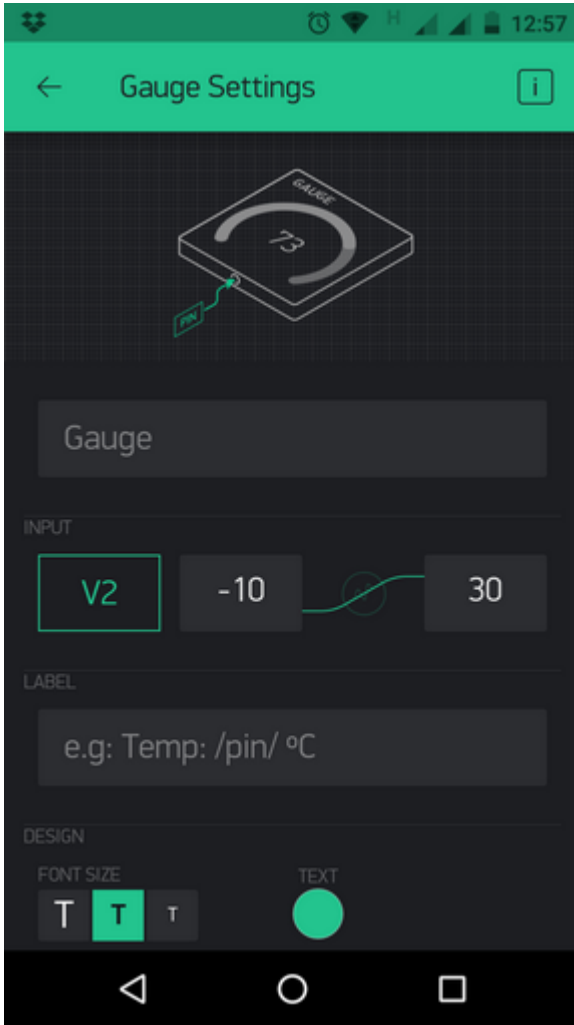 H 12:57
Gauge Settings
i
GAUGE
73
PIN
Gauge
INPUT
V2 -10 30
LABEL
e.g: Temp: /pin/ ºC
DESIGN
FONT SIZE TEXT
T T T